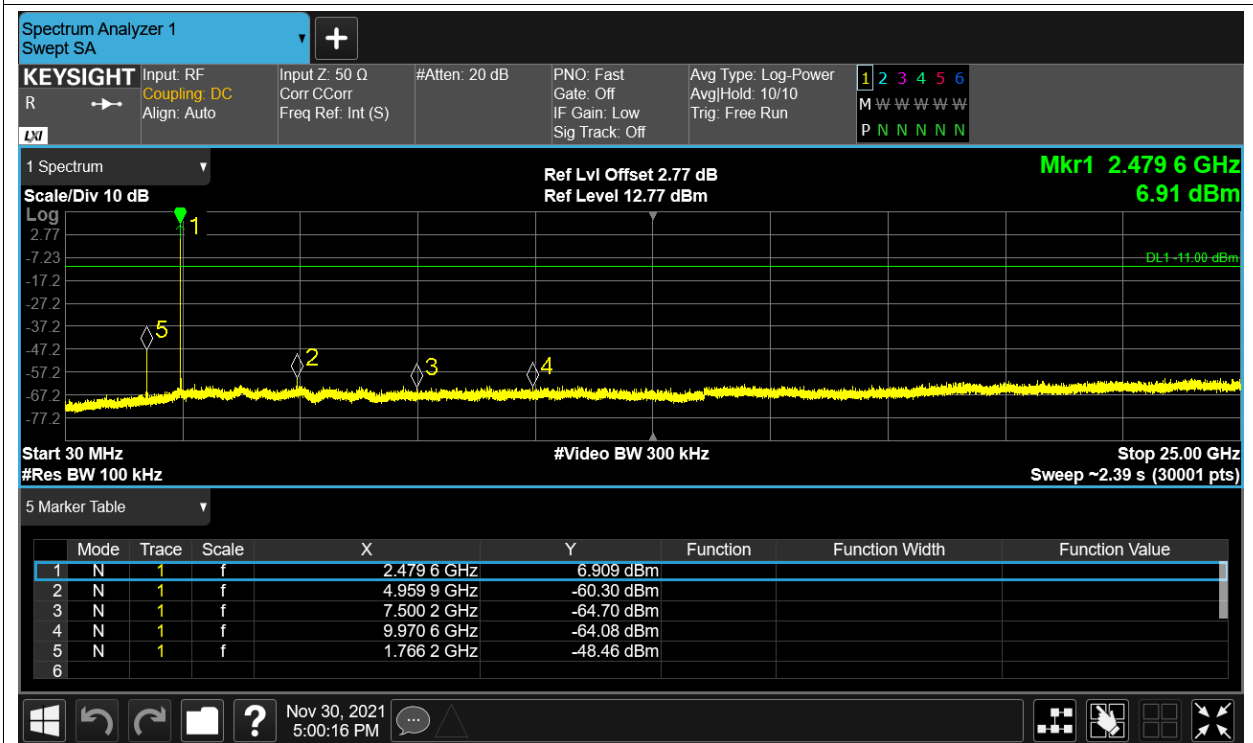 Spectrum Analyzer 1
Swept SA
KEYSIGHT Input: RF Input Z: 50 Ω #Atten: 20 dB PNO: Fast Avg Type: Log-Power 1 2 3 4 5 6
R Coupling: DC Corr CCorr Gate: Off Avg|Hold: 10/10 M W W W W W
Align: Auto Freq Ref: Int (S) IF Gain: Low Trig: Free Run
LXI Sig Track: Off P N N N N N
1 Spectrum Ref Lvl Offset 2.77 dB Mkr1 2.479 6 GHz
Scale/Div 10 dB Ref Level 12.77 dBm 6.91 dBm
Log
1
2.77
-7.23 DL1 -11.00 dBm
-17.2
-27.2
-37.2 5
-47.2 2
-57.2 3 4
-67.2
-77.2
Start 30 MHz #Video BW 300 kHz Stop 25.00 GHz
#Res BW 100 kHz Sweep ~2.39 s (30001 pts)
5 Marker Table
Mode Trace Scale X Y Function Function Width Function Value
1 N 1 f 2.479 6 GHz 6.909 dBm
2 N 1 f 4.959 9 GHz -60.30 dBm
3 N 1 f 7.500 2 GHz -64.70 dBm
4 N 1 f 9.970 6 GHz -64.08 dBm
5 N 1 f 1.766 2 GHz -48.46 dBm
6
? Nov 30, 2021
5:00:16 PM